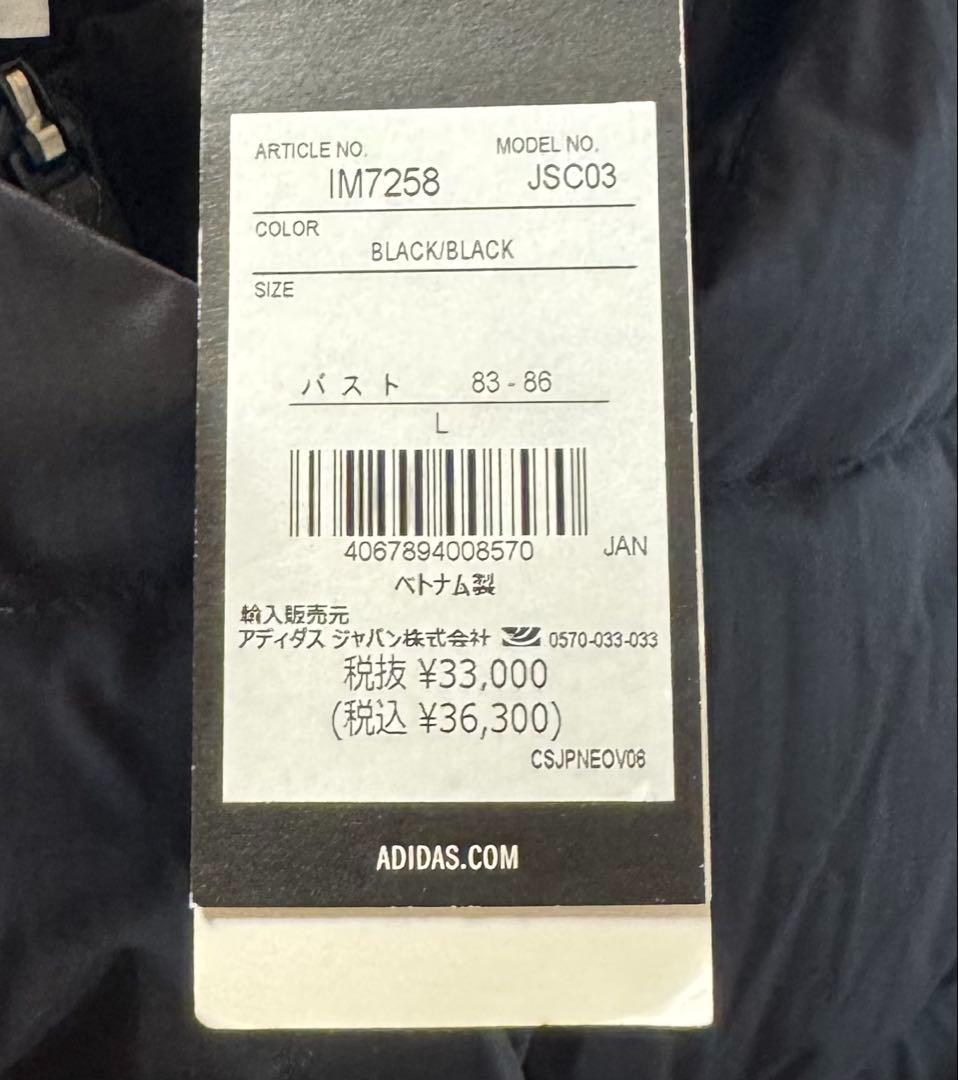 ARTICLE NO. MODEL NO.
IM7258 JSC03
COLOR
BLACK/BLACK
SIZE
バスト 83-86
L
4067894008570 JAN
ベトナム製
輸入販売元
アディダス ジャパン株式会社 0570-033-033
税抜 ¥33,000
(税込 ¥36,300)
CSJPNEOV06
ADIDAS.COM